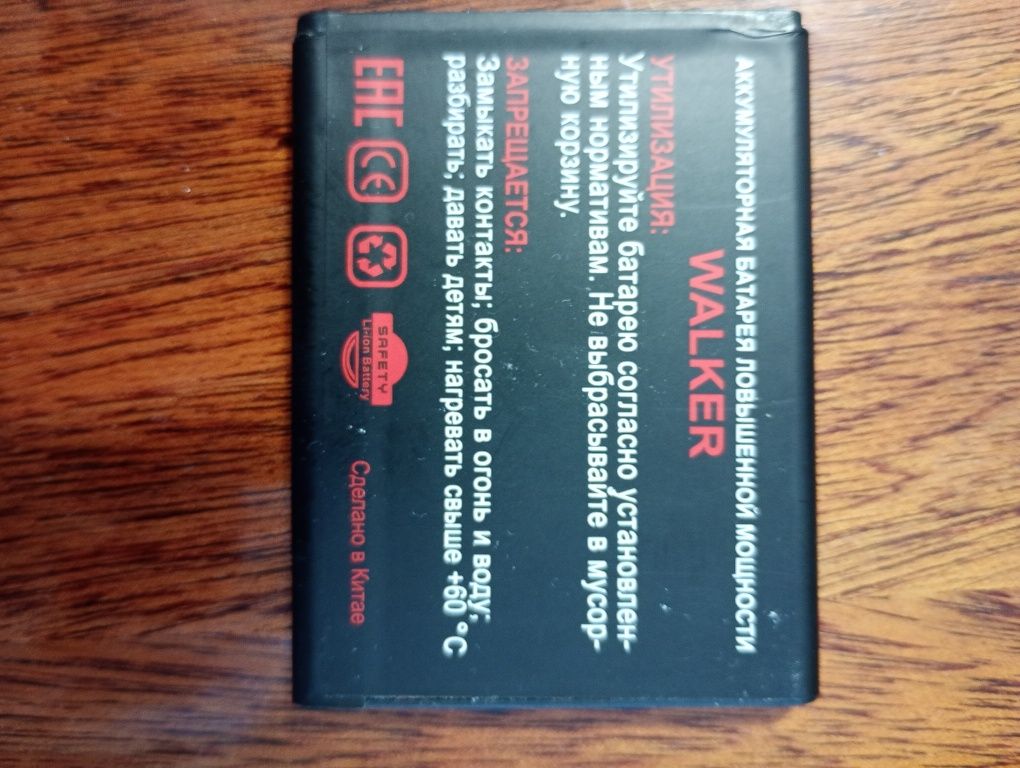 АККУМУЛЯТОРНАЯ БАТАРЕЯ ПОВЫШЕННОЙ МОЩНОСТИ
WALKER
УТИЛИЗАЦИЯ:
Утилизируйте батарею согласно установлен-
ным нормативам. Не выбрасывайте в мусор-
ную корзину.
ЗАПРЕЩАЕТСЯ:
Замыкать контакты; бросать в огонь и воду;
разбирать; давать детям; нагревать свыше +60 °C
EAC CE SAFETY
Li-ion Battery
Сделано в Китае